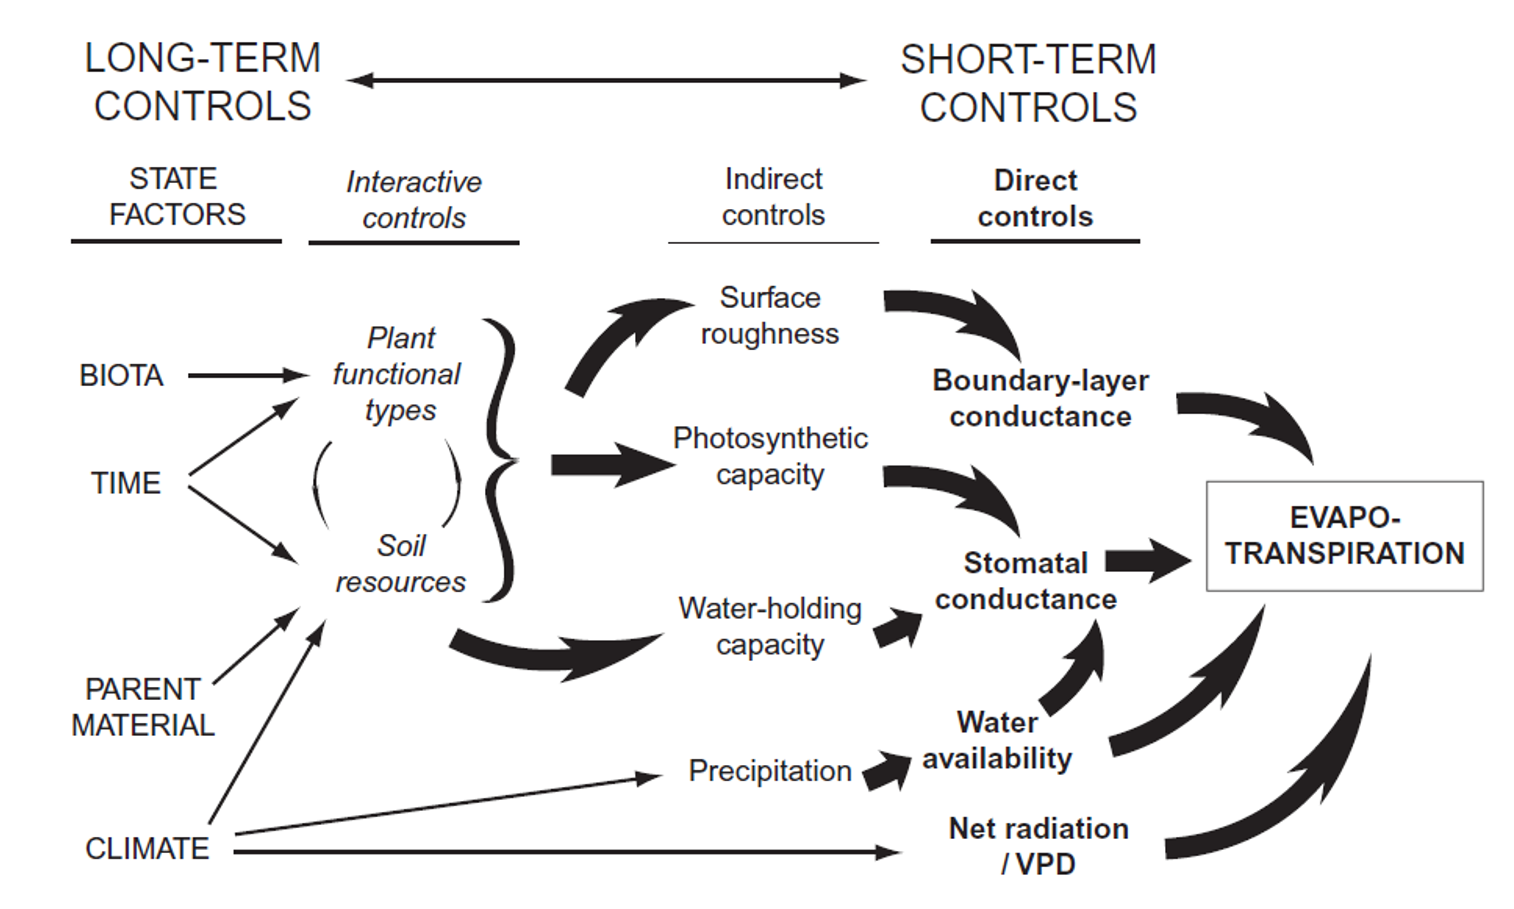 LONG-TERM
CONTROLS
SHORT-TERM
CONTROLS
STATE
FACTORS
Interactive
controls
Indirect
controls
Direct
controls
BIOTA
TIME
PARENT
MATERIAL
CLIMATE
Plant
functional
types
Soil
resources
Surface
roughness
Photosynthetic
capacity
Water-holding
capacity
Precipitation
Boundary-layer
conductance
Stomatal
conductance
Water
availability
Net radiation
/ VPD
EVAPO-
TRANSPIRATION